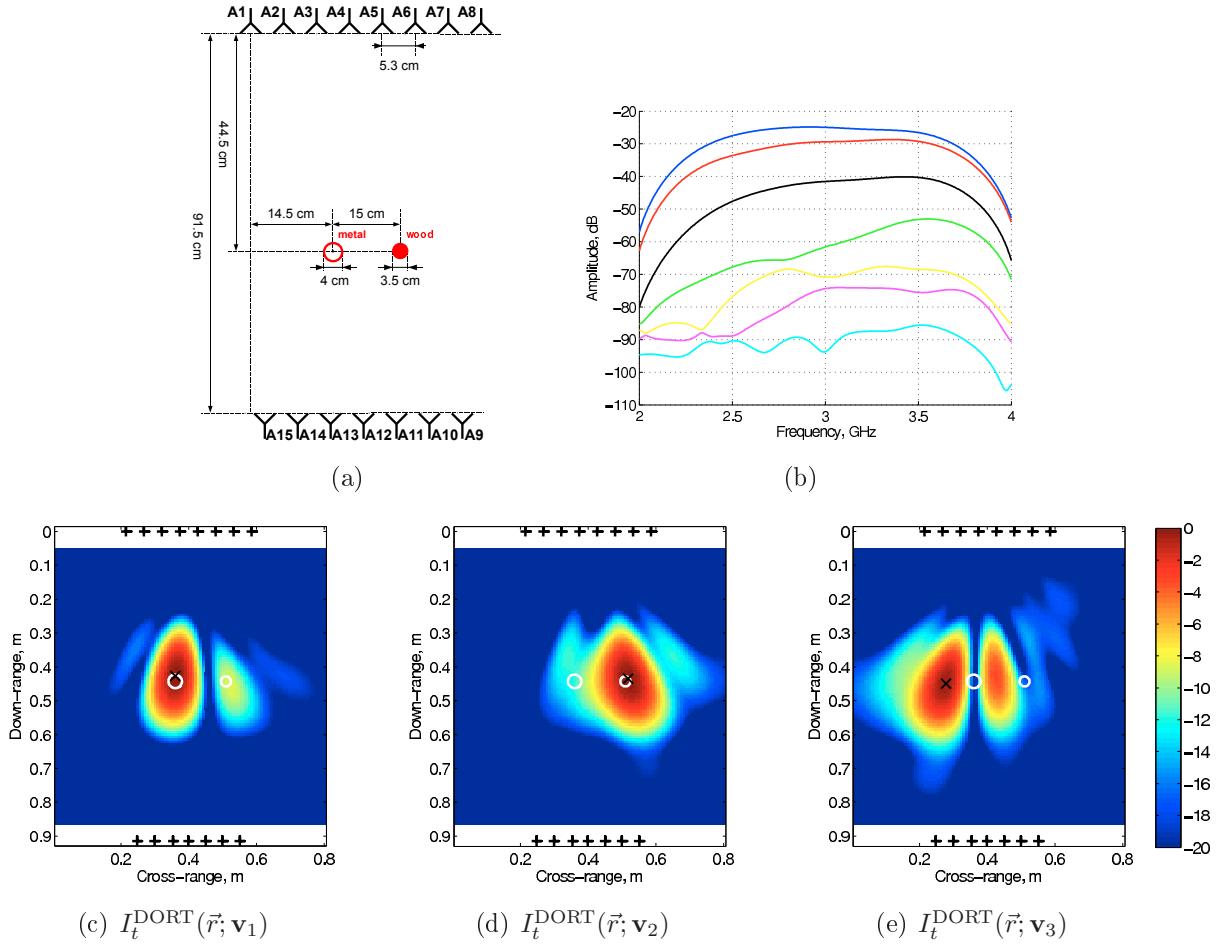 A1 A2 A3 A4 A5 A6 A7 A8
5.3 cm
44.5 cm
91.5 cm
14.5 cm 15 cm
metal wood
4 cm 3.5 cm
A15 A14 A13 A12 A11 A10 A9
(a)
Amplitude, dB
−20
−30
−40
−50
−60
−70
−80
−90
−100
−110
2 2.5 3 3.5 4
Frequency, GHz
(b)
Down−range, m
0
0.1
0.2
0.3
0.4
0.5
0.6
0.7
0.8
0.9
0.2 0.4 0.6 0.8
Cross−range, m
(c) I_t^DORT(r⃗; v₁)
Down−range, m
0
0.1
0.2
0.3
0.4
0.5
0.6
0.7
0.8
0.9
0.2 0.4 0.6 0.8
Cross−range, m
(d) I_t^DORT(r⃗; v₂)
Down−range, m
0
0.1
0.2
0.3
0.4
0.5
0.6
0.7
0.8
0.9
0.2 0.4 0.6 0.8
Cross−range, m
(e) I_t^DORT(r⃗; v₃)
0
−2
−4
−6
−8
−10
−12
−14
−16
−18
−20